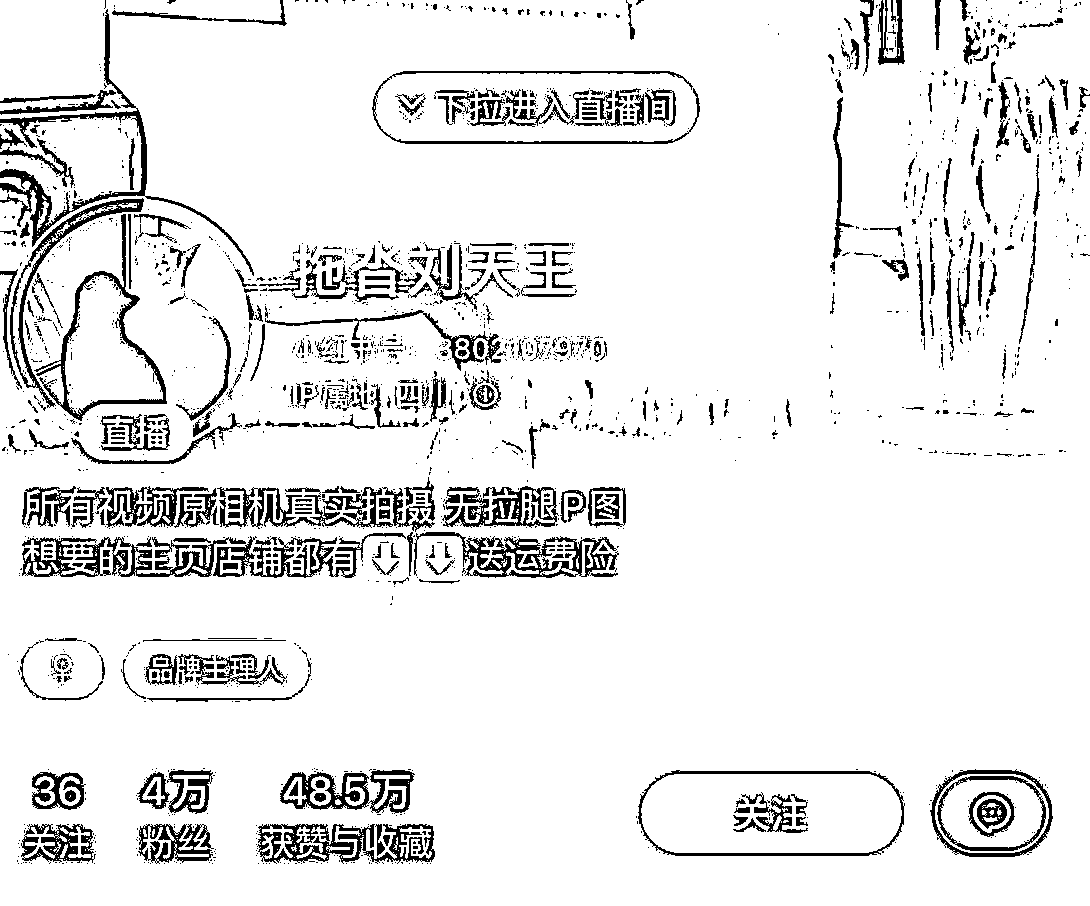 下拉进入直播间
拖沓刘天王
小红书号：8802107970
IP属地：四川
直播
所有视频原相机真实拍摄 无拉腿P图
想要的主页店铺都有⬇️⬇️送运费险
品牌主理人
36 4万 48.5万
关注 粉丝 获赞与收藏
关注